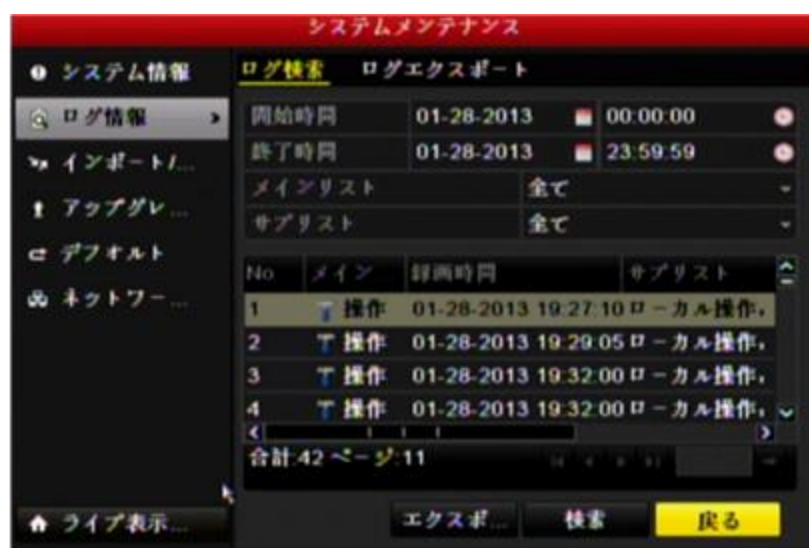 システムメンテナンス
システム情報
ログ情報
インポート/...
アップグレ...
デフォルト
ネットワー...
ライブ表示...
ログ検索 ログエクスポート
開始時間 01-28-2013 00:00:00
終了時間 01-28-2013 23:59:59
メインリスト 全て
サブリスト 全て
No メイン 録画時間 サブリスト
1 操作 01-28-2013 19:27:10 ローカル操作,
2 操作 01-28-2013 19:29:05 ローカル操作,
3 操作 01-28-2013 19:32:00 ローカル操作,
4 操作 01-28-2013 19:32:00 ローカル操作,
合計:42 ページ:11
エクスポ... 検索 戻る